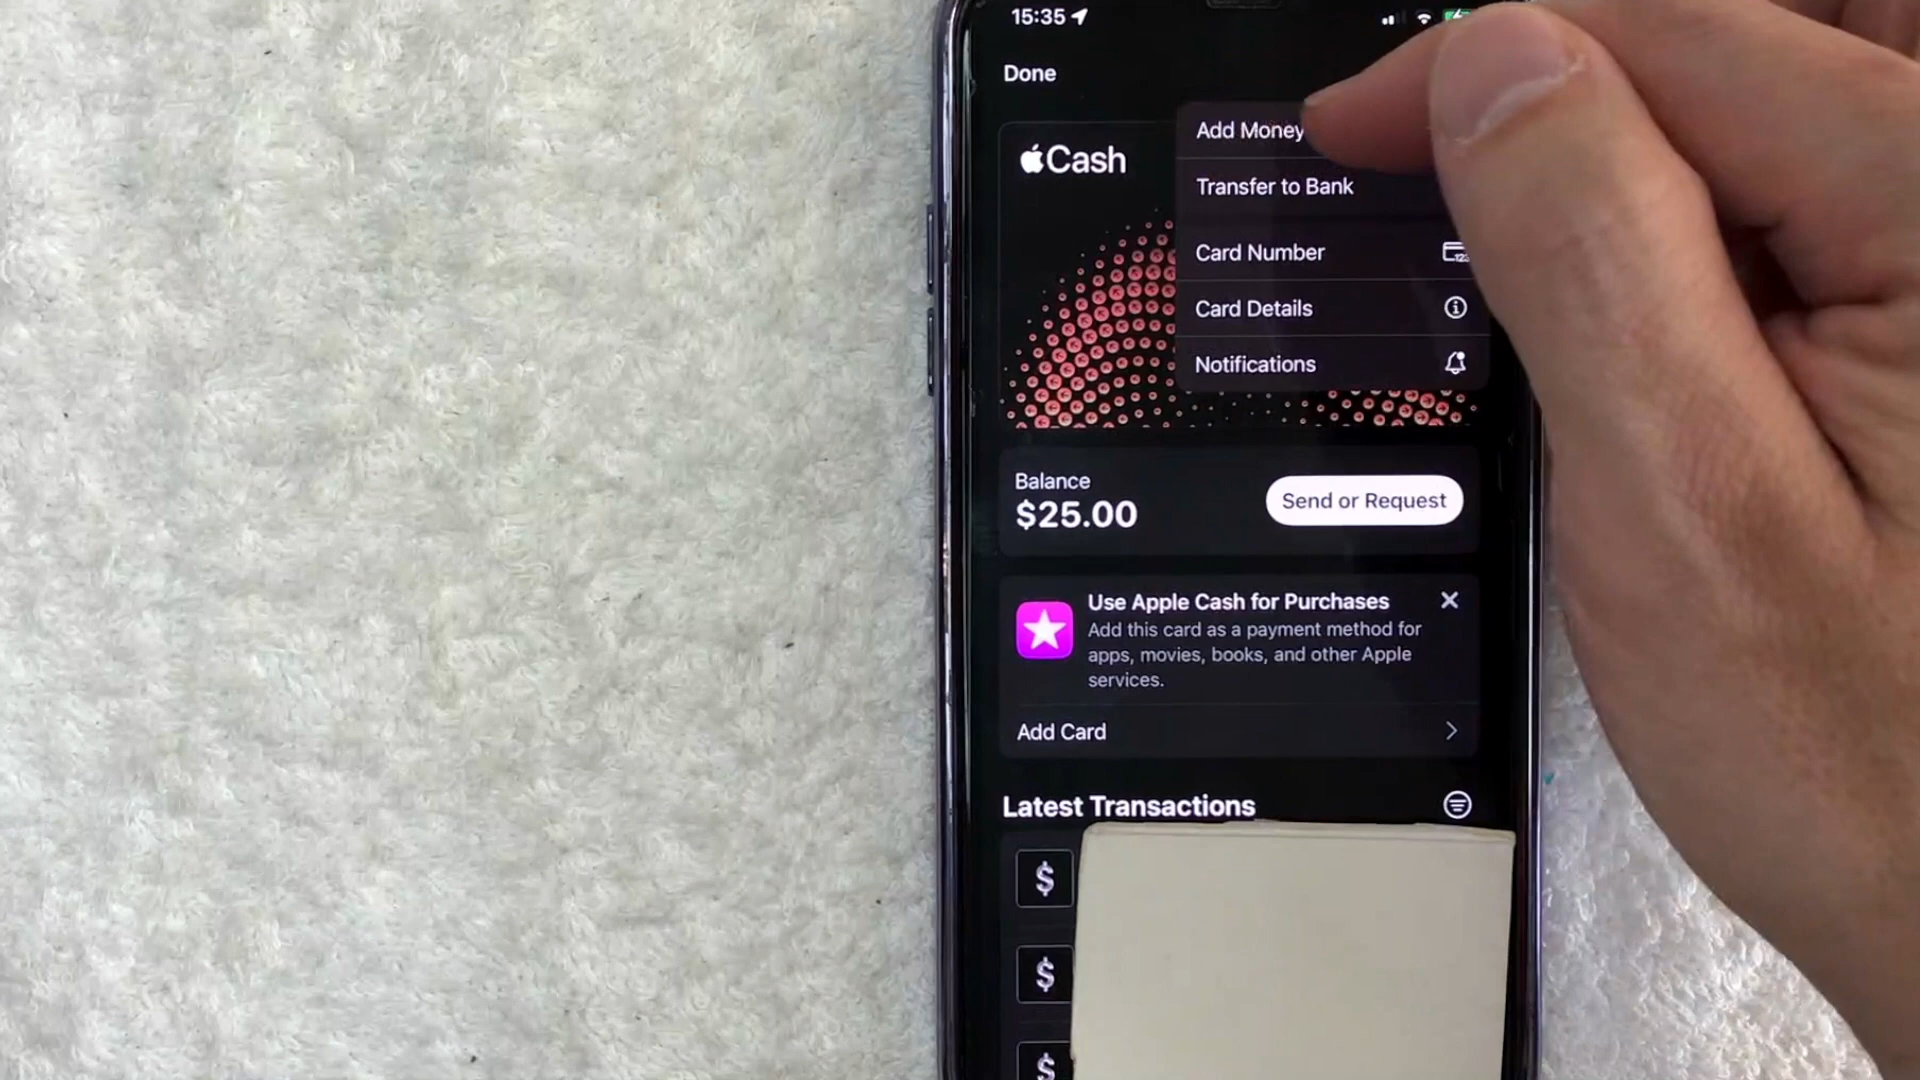 15:35
Done
Cash
Add Money
Transfer to Bank
Card Number
Card Details
Notifications
Balance
$25.00
Send or Request
Use Apple Cash for Purchases
Add this card as a payment method for
apps, movies, books, and other Apple
services.
Add Card
Latest Transactions
$
$
$